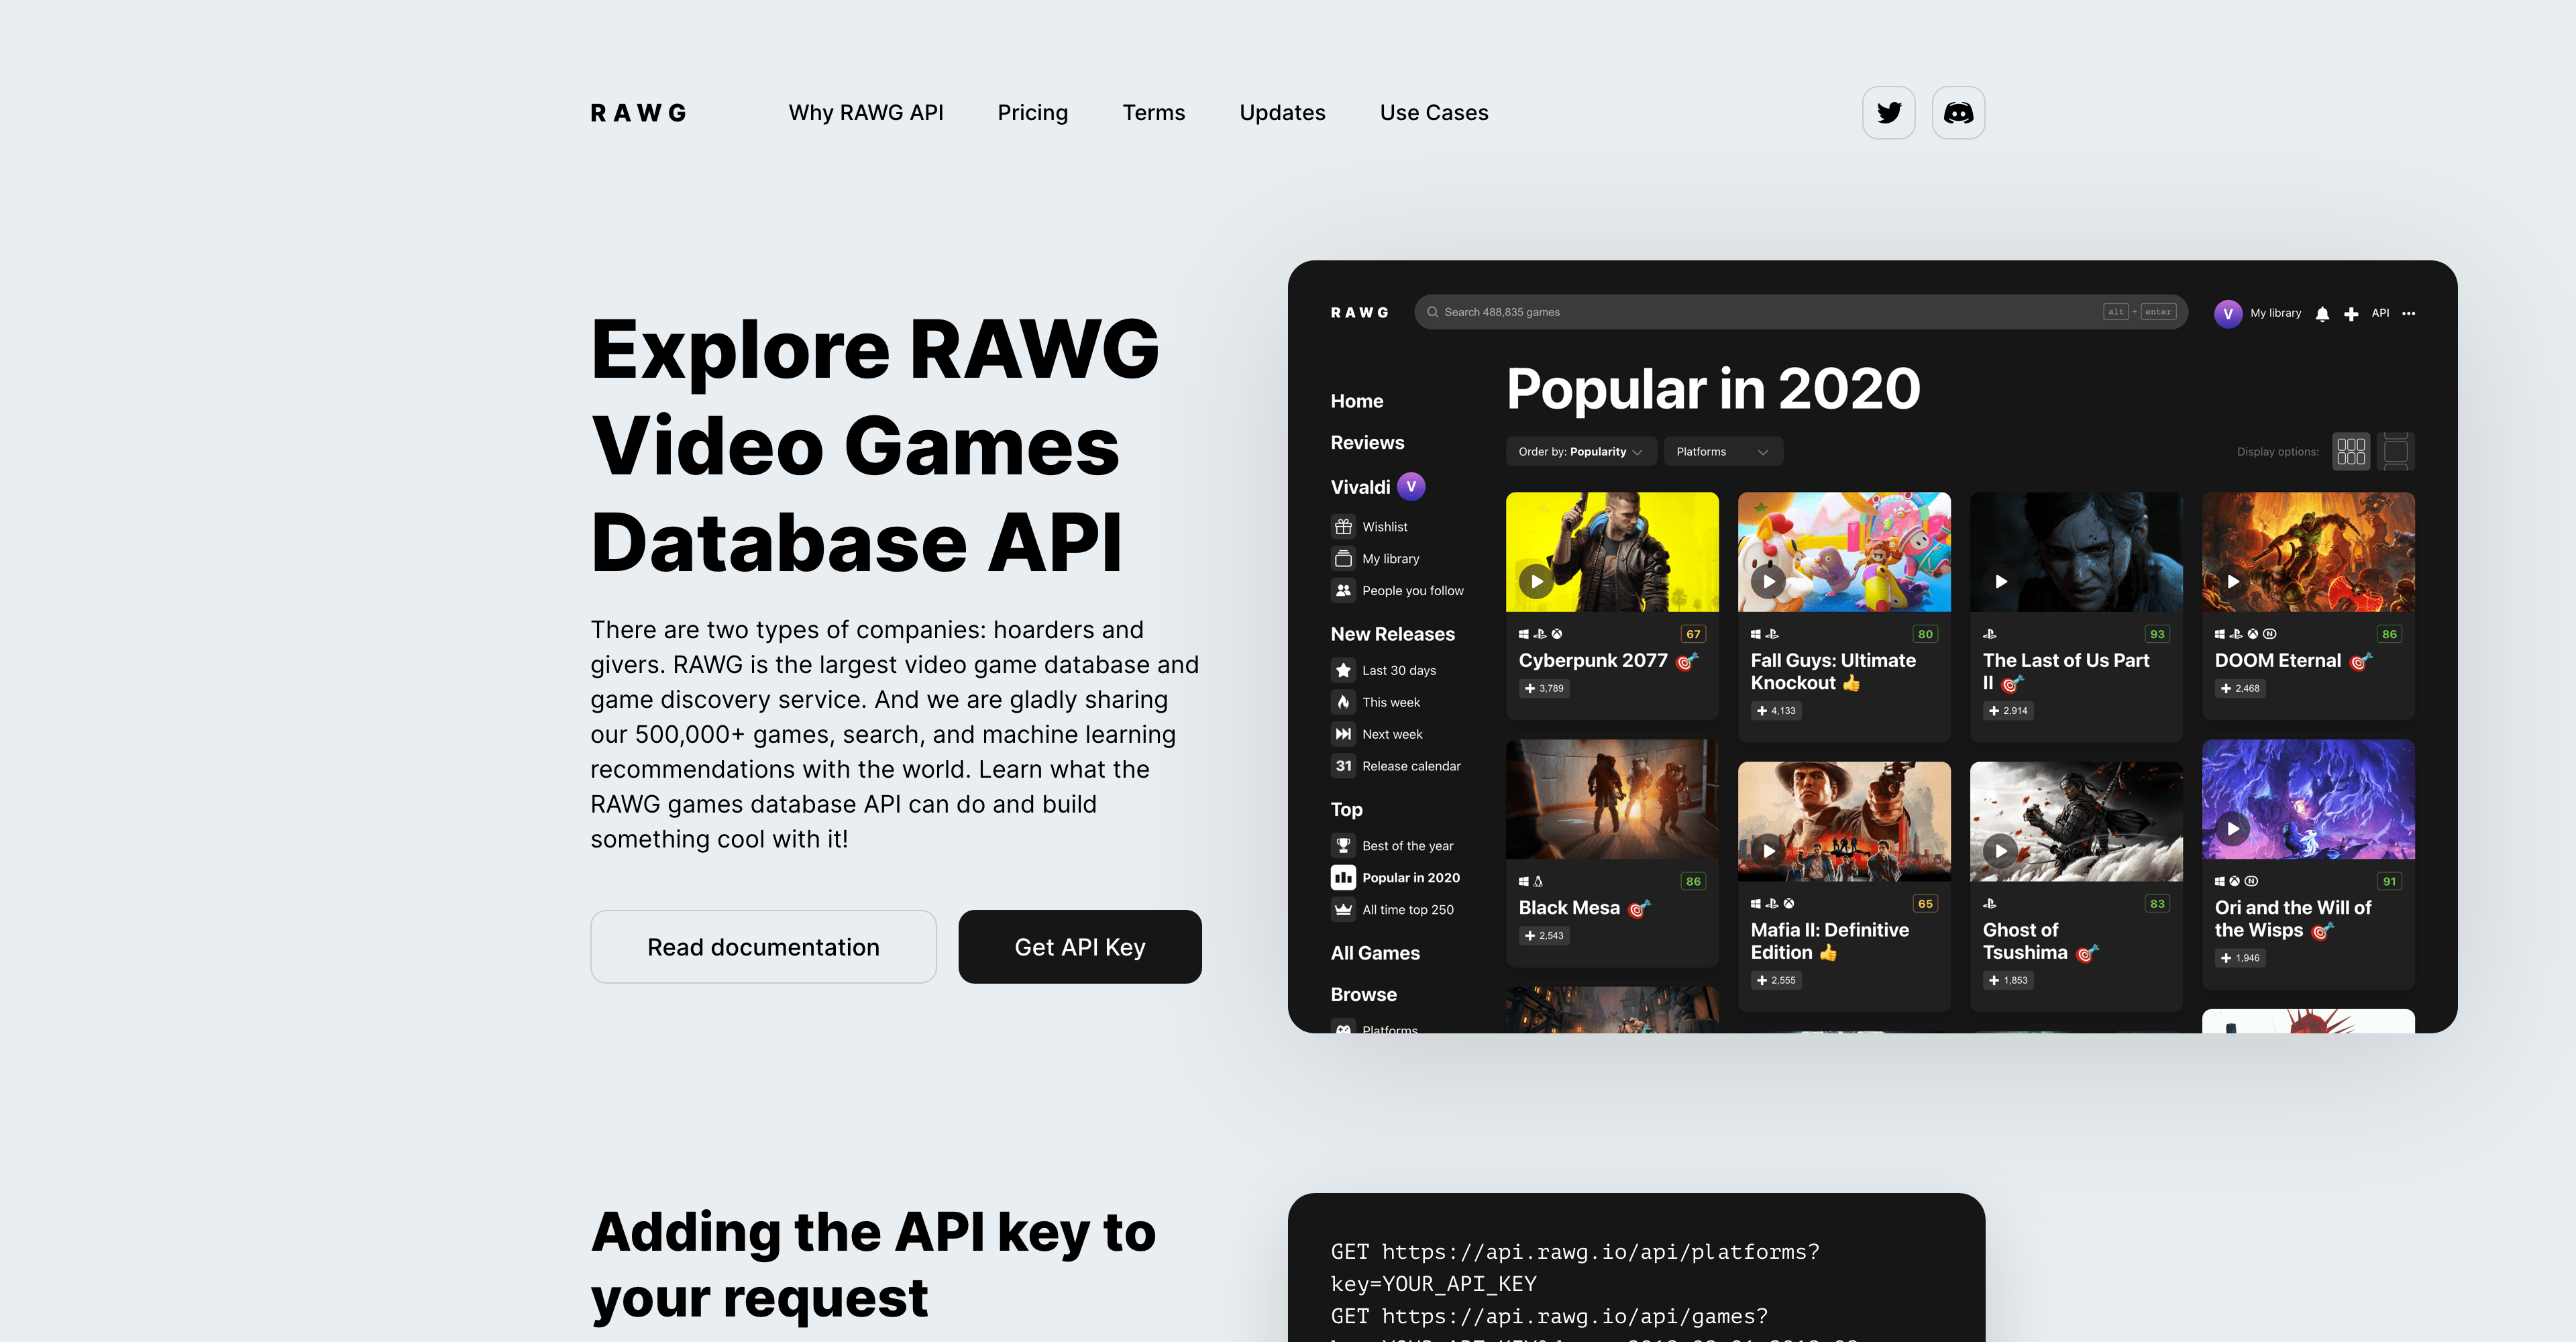 RAWG
Why RAWG API
Pricing
Terms
Updates
Use Cases
Explore RAWG
Video Games
Database API
There are two types of companies: hoarders and
givers. RAWG is the largest video game database and
game discovery service. And we are gladly sharing
our 500,000+ games, search, and machine learning
recommendations with the world. Learn what the
RAWG games database API can do and build
something cool with it!
Read documentation
Get API Key
RAWG
Search 488,835 games
alt + enter
V
My library
API
Home
Reviews
Vivaldi V
Wishlist
My library
People you follow
New Releases
Last 30 days
This week
Next week
31 Release calendar
Top
Best of the year
Popular in 2020
All time top 250
All Games
Browse
Platforms
Popular in 2020
Order by: Popularity
Platforms
Display options:
67
Cyberpunk 2077 🎯
3,789
80
Fall Guys: Ultimate
Knockout 👍
4,133
93
The Last of Us Part
II 🎯
2,914
86
DOOM Eternal 🎯
2,468
86
Black Mesa 🎯
2,543
65
Mafia II: Definitive
Edition 👍
2,555
83
Ghost of
Tsushima 🎯
1,853
91
Ori and the Will of
the Wisps 🎯
1,946
Adding the API key to
your request
GET https://api.rawg.io/api/platforms?
key=YOUR_API_KEY
GET https://api.rawg.io/api/games?